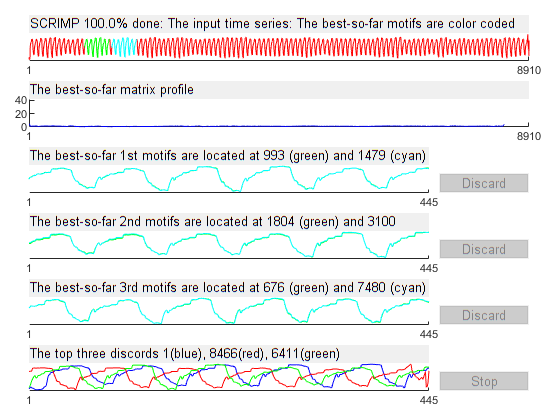 SCRIMP 100.0% done: The input time series: The best-so-far motifs are color coded
1 8910
The best-so-far matrix profile
40
20
0
1 8910
The best-so-far 1st motifs are located at 993 (green) and 1479 (cyan)
Discard
1 445
The best-so-far 2nd motifs are located at 1804 (green) and 3100
Discard
1 445
The best-so-far 3rd motifs are located at 676 (green) and 7480 (cyan)
Discard
1 445
The top three discords 1(blue), 8466(red), 6411(green)
Stop
1 445